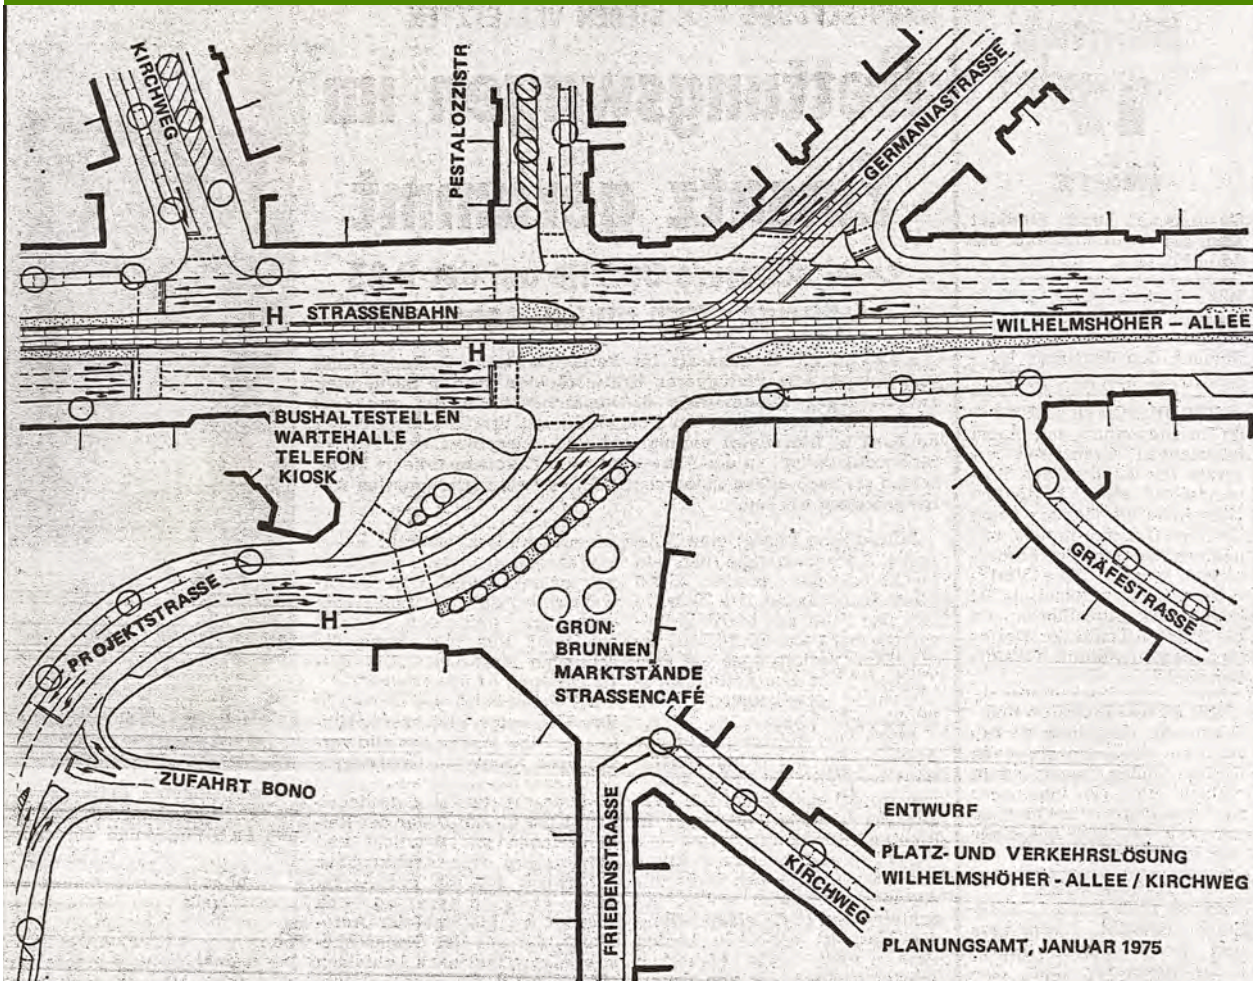 KIRCHWEG
PESTALOZZISTR
GERMANIASTRASSE
H STRASSENBAHN
WILHELMSHÖHER – ALLEE
H
BUSHALTESTELLEN
WARTEHALLE
TELEFON
KIOSK
GRÄFESTRASSE
PROJEKTSTRASSE
H
GRÜN:
BRUNNEN
MARKTSTÄNDE
STRASSENCAFÉ
ZUFAHRT BONO
FRIEDENSTRASSE
KIRCHWEG
ENTWURF
PLATZ- UND VERKEHRSLÖSUNG
WILHELMSHÖHER - ALLEE / KIRCHWEG
PLANUNGSAMT, JANUAR 1975